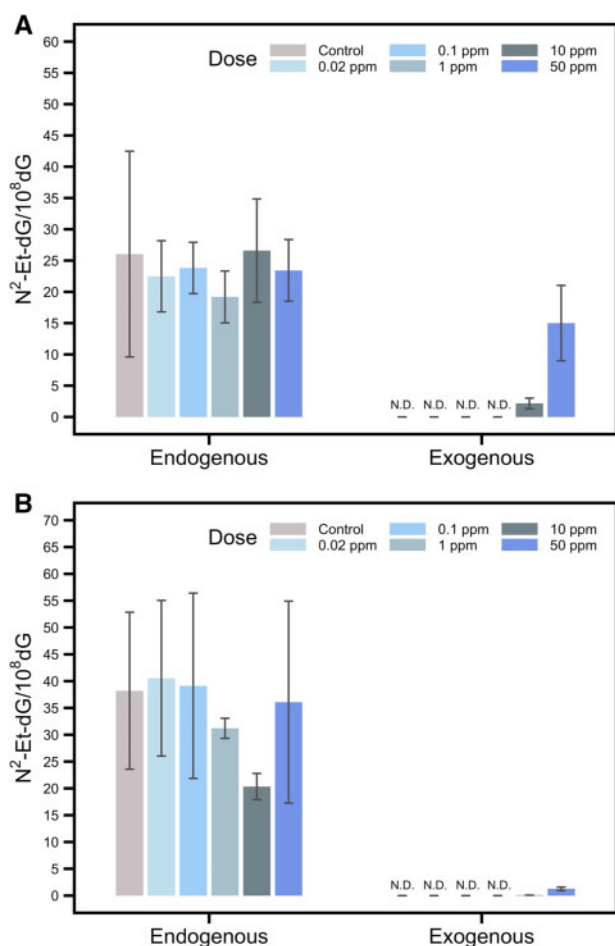 A
Dose
Control
0.1 ppm
10 ppm
0.02 ppm
1 ppm
50 ppm
N²-Et-dG/10⁸dG
60
55
50
45
40
35
30
25
20
15
10
5
0
N.D. N.D. N.D. N.D.
Endogenous Exogenous
B
Dose
Control
0.1 ppm
10 ppm
0.02 ppm
1 ppm
50 ppm
N²-Et-dG/10⁸dG
70
65
60
55
50
45
40
35
30
25
20
15
10
5
0
N.D. N.D. N.D. N.D.
Endogenous Exogenous